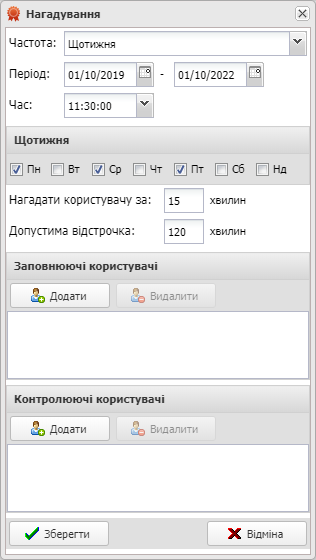 Нагадування
Частота: Щотижня
Період: 01/10/2019 - 01/10/2022
Час: 11:30:00
Щотижня
Пн Вт Ср Чт Пт Сб Нд
Нагадати користувачу за: 15 хвилин
Допустима відстрочка: 120 хвилин
Заповнюючі користувачі
Додати Видалити
Контролюючі користувачі
Додати Видалити
Зберегти Відміна